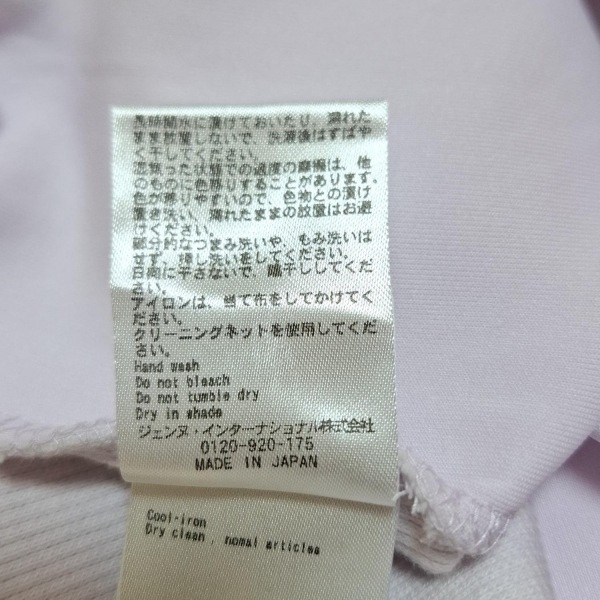 長時間水に漬けておいたり、濡れた
まま放置しないで、洗濯後はすばや
く干してください。
湿気った状態での過度の摩擦は、他
のものに色移りすることがあります。
色が移りやすいので、色物との漬け
置き洗い、濡れたままの放置はお避
けください。
部分的なつまみ洗いや、もみ洗いは
せず、押し洗いをしてください。
日向に干さないで、陰干ししてくだ
さい。
アイロンは、当て布をしてかけてく
ださい。
クリーニングネットを使用してくだ
さい。
Hand wash
Do not bleach
Do not tumble dry
Dry in shade
ジェンヌ・インターナショナル株式会社
0120-920-175
MADE IN JAPAN
Cool-iron
Dry clean , nomal articles